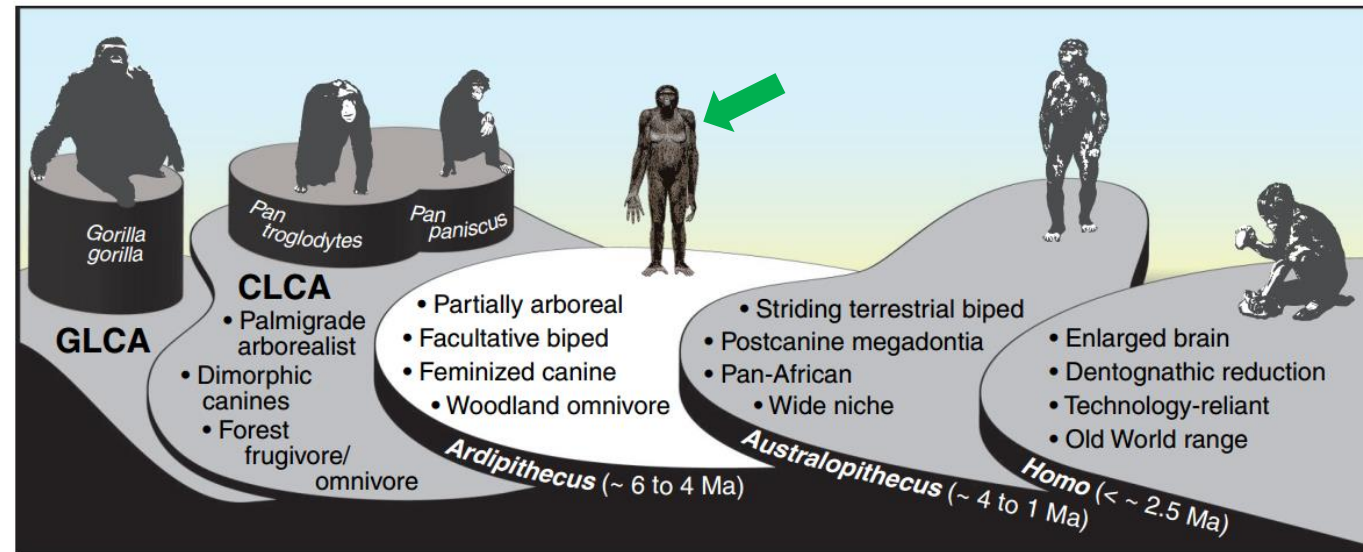 Gorilla
gorilla
GLCA
Pan
troglodytes
Pan
paniscus
CLCA
• Palmigrade
arborealist
• Dimorphic
canines
• Forest
frugivore/
omnivore
• Partially arboreal
• Facultative biped
• Feminized canine
• Woodland omnivore
Ardipithecus (~ 6 to 4 Ma)
• Striding terrestrial biped
• Postcanine megadontia
• Pan-African
• Wide niche
Australopithecus (~ 4 to 1 Ma)
• Enlarged brain
• Dentognathic reduction
• Technology-reliant
• Old World range
Homo (< ~ 2.5 Ma)